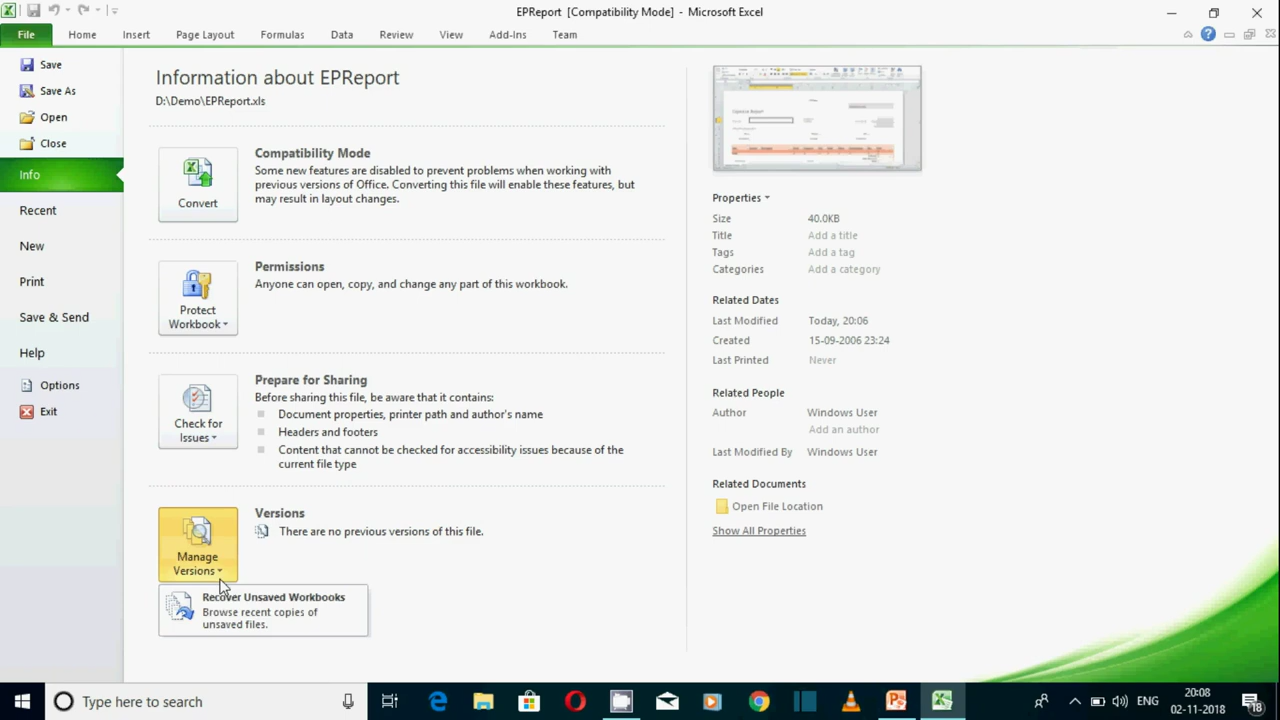 EPReport [Compatibility Mode] - Microsoft Excel
File Home Insert Page Layout Formulas Data Review View Add-Ins Team
Save
Save As
Open
Close
Info
Recent
New
Print
Save & Send
Help
Options
Exit
Information about EPReport
D:\Demo\EPReport.xls
Convert
Compatibility Mode
Some new features are disabled to prevent problems when working with
previous versions of Office. Converting this file will enable these features, but
may result in layout changes.
Protect
Workbook
Permissions
Anyone can open, copy, and change any part of this workbook.
Check for
Issues
Prepare for Sharing
Before sharing this file, be aware that it contains:
Document properties, printer path and author's name
Headers and footers
Content that cannot be checked for accessibility issues because of the
current file type
Manage
Versions
Versions
There are no previous versions of this file.
Recover Unsaved Workbooks
Browse recent copies of
unsaved files.
Properties
Size 40.0KB
Title Add a title
Tags Add a tag
Categories Add a category
Related Dates
Last Modified Today, 20:06
Created 15-09-2006 23:24
Last Printed Never
Related People
Author Windows User
Add an author
Last Modified By Windows User
Related Documents
Open File Location
Show All Properties
Type here to search
ENG
20:08
02-11-2018
18